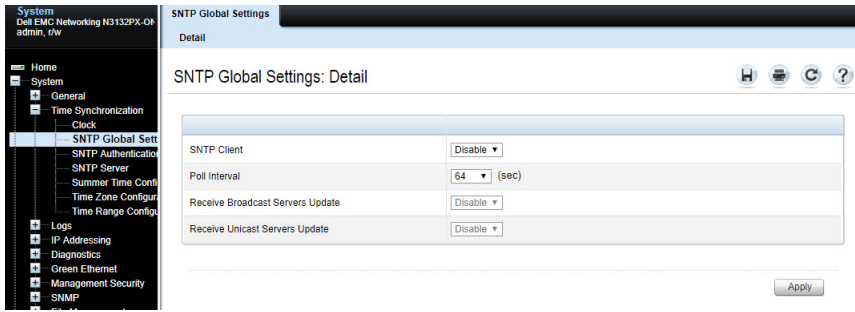 System
Dell EMC Networking N3132PX-ON
admin, r/w
Home
System
General
Time Synchronization
Clock
SNTP Global Sett
SNTP Authentication
SNTP Server
Summer Time Confi
Time Zone Configura
Time Range Configu
Logs
IP Addressing
Diagnostics
Green Ethernet
Management Security
SNMP
SNTP Global Settings
Detail
SNTP Global Settings: Detail
SNTP Client Disable
Poll Interval 64 (sec)
Receive Broadcast Servers Update Disable
Receive Unicast Servers Update Disable
Apply